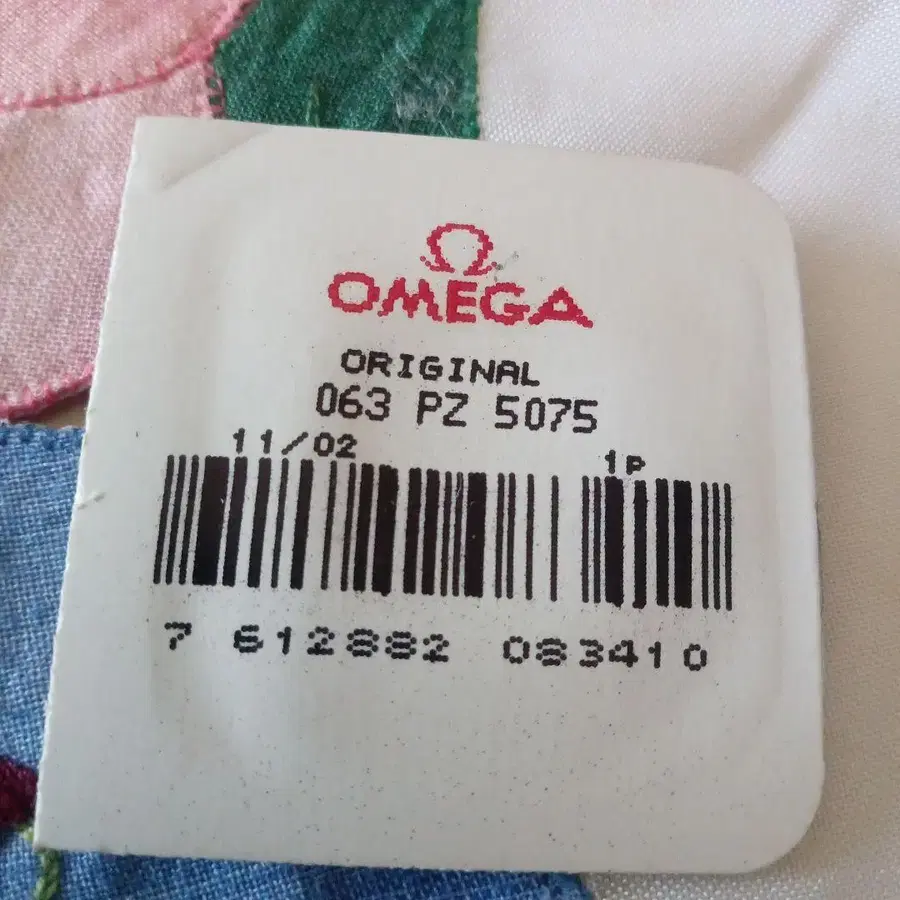 Ω
OMEGA
ORIGINAL
063 PZ 5075
11/02 1P
7 612882 083410